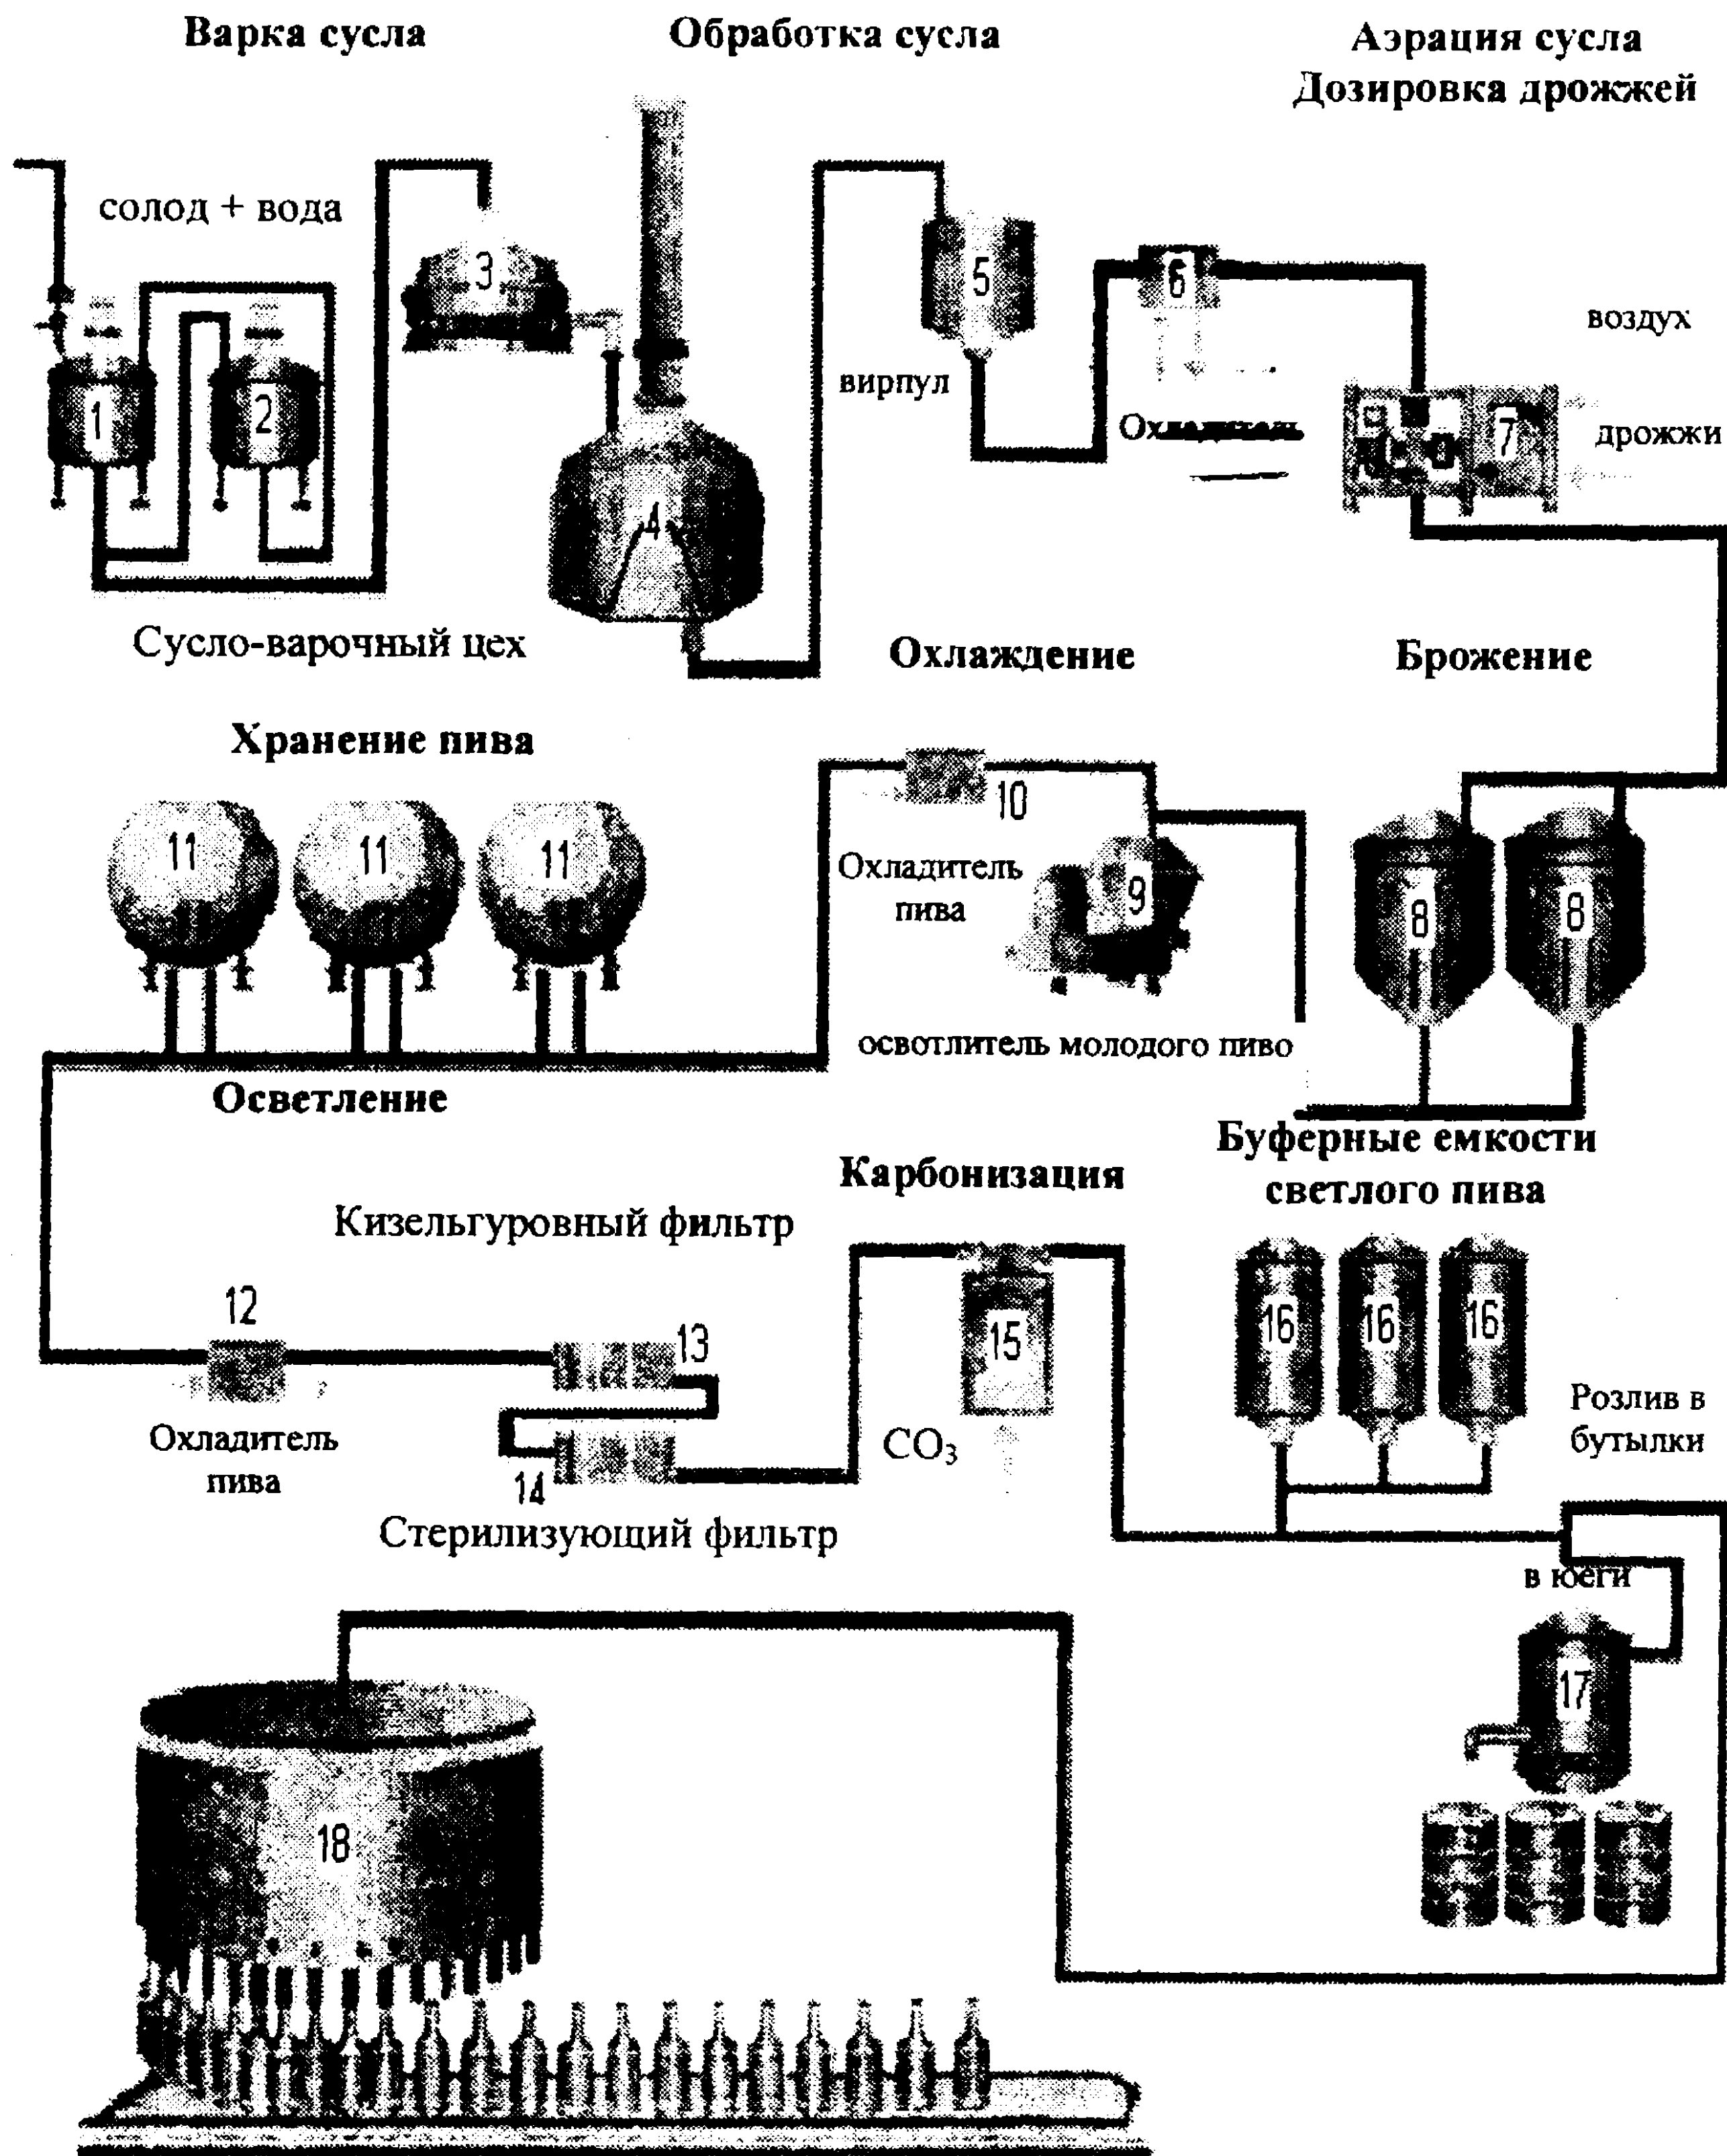 Варка сусла
Обработка сусла
Аэрация сусла
Дозировка дрожжей
солод + вода
1
2
3
4
5
6
7
вирпул
Охладитель
воздух
дрожжи
Сусло-варочный цех
Охлаждение
Брожение
Хранение пива
11
11
11
10
Охладитель
пива
9
8
8
освотлитель молодого пиво
Осветление
Буферные емкости
светлого пива
Карбонизация
Кизельгуровный фильтр
12
13
14
15
16
16
16
Охладитель
пива
CO₃
Розлив в
бутылки
Стерилизующий фильтр
в кеги
17
18